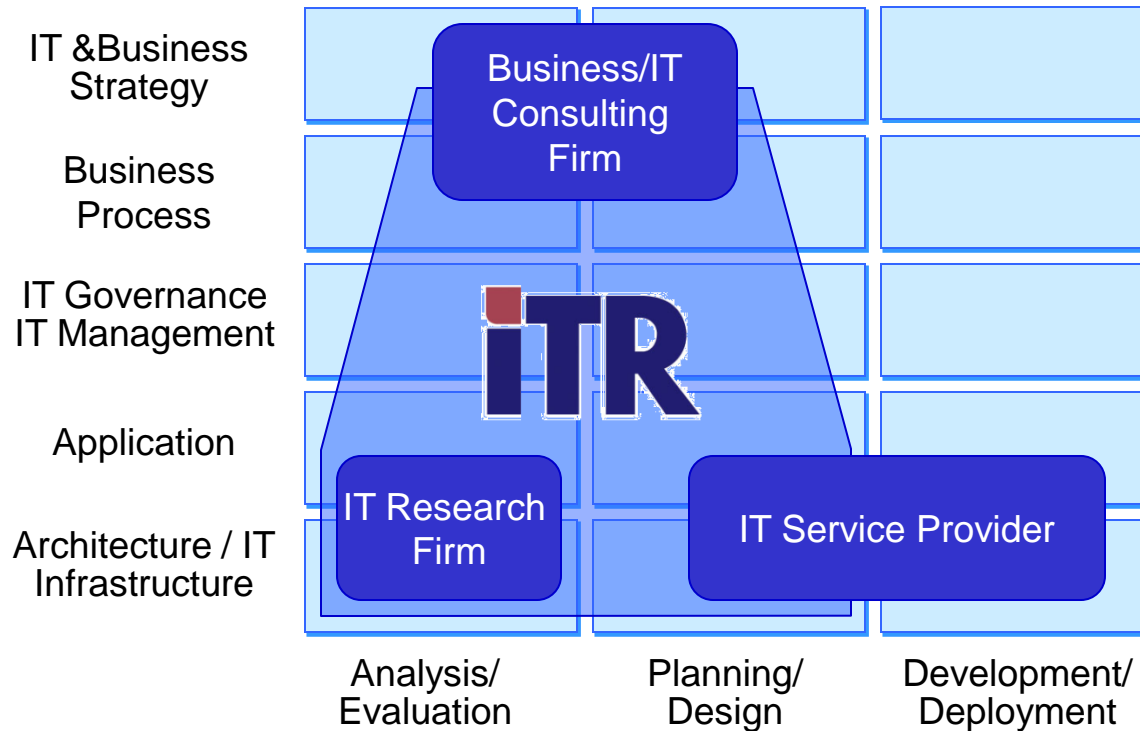 IT &Business
Strategy
Business/IT
Consulting
Firm
Business
Process
IT Governance
IT Management
iTR
Application
IT Research
Firm
IT Service Provider
Architecture / IT
Infrastructure
Analysis/
Evaluation
Planning/
Design
Development/
Deployment